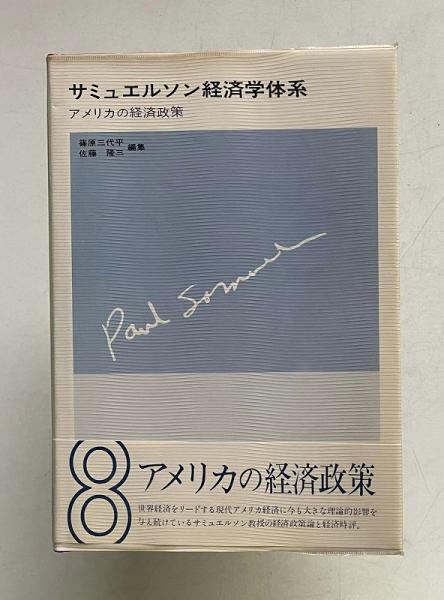 サミュエルソン経済学体系
アメリカの経済政策
篠原三代平
佐藤 隆三 編集
Paul Samuelson
8
アメリカの経済政策
世界経済をリードする現代アメリカ経済に今も大きな理論的影響を
与え続けているサミュエルソン教授の経済政策論と経済時評。